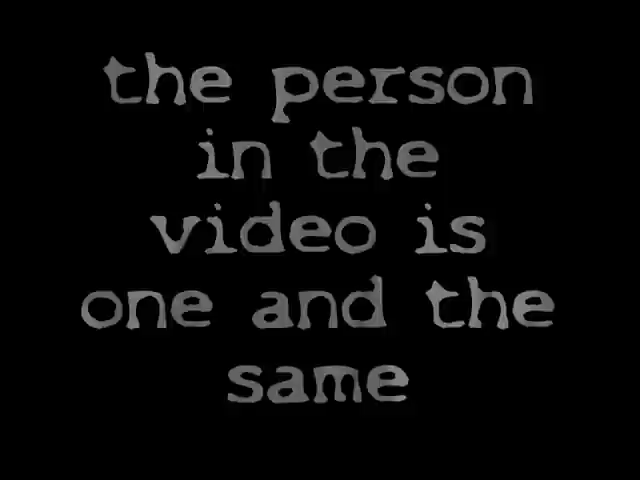 the person
in the
video is
one and the
same